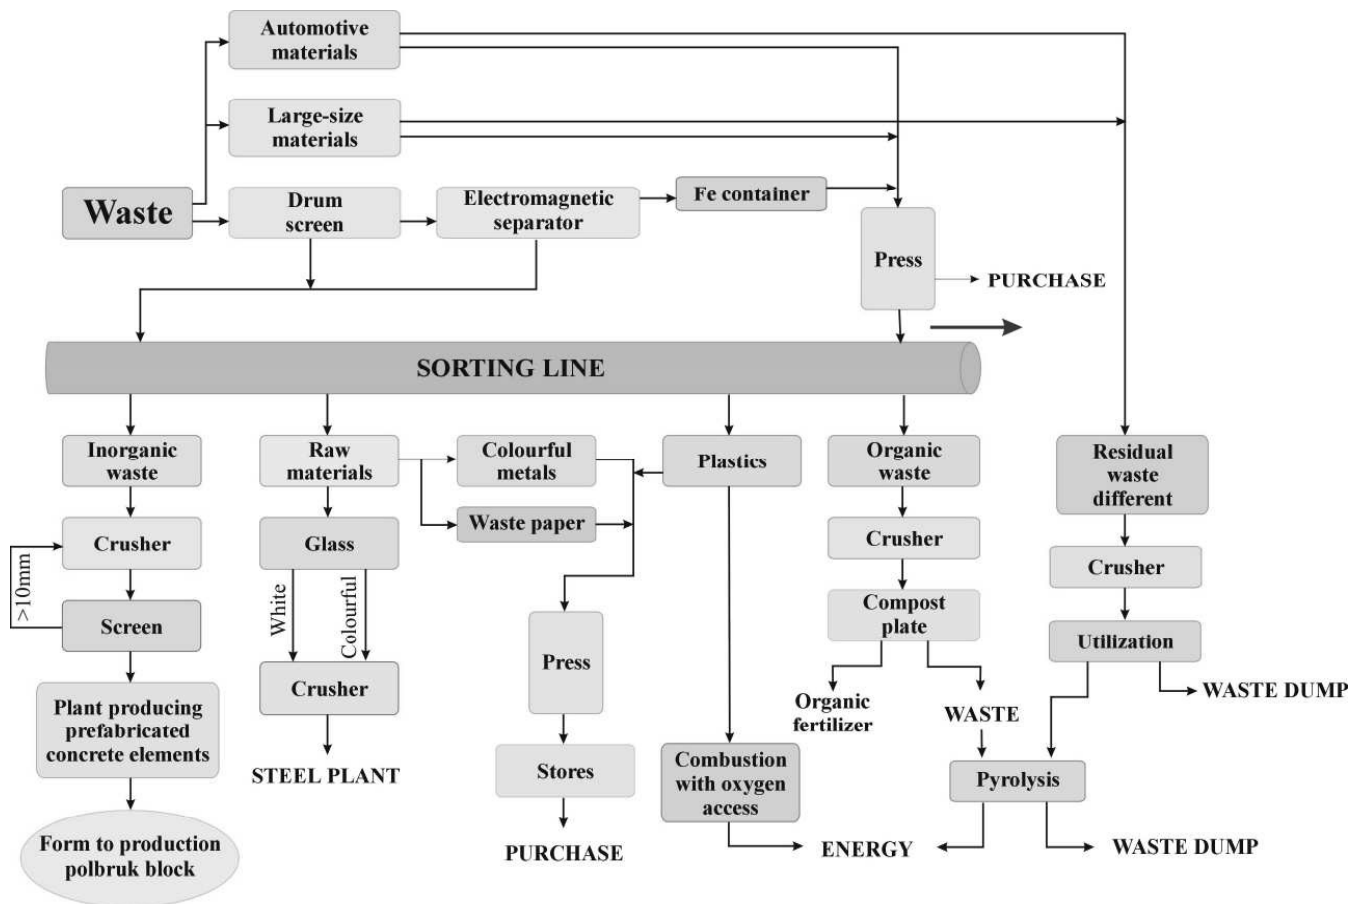 Automotive
materials
Large-size
materials
Waste
Drum
screen
Electromagnetic
separator
Fe container
Press
PURCHASE
SORTING LINE
Inorganic
waste
Raw
materials
Colourful
metals
Plastics
Organic
waste
Residual
waste
different
Waste paper
Crusher
Glass
Crusher
Crusher
>10mm
White
Colourful
Screen
Compost
plate
Utilization
Press
Crusher
Plant producing
prefabricated
concrete elements
Organic
fertilizer
WASTE
WASTE DUMP
STEEL PLANT
Stores
Combustion
with oxygen
access
Pyrolysis
Form to production
polbruk block
PURCHASE
ENERGY
WASTE DUMP